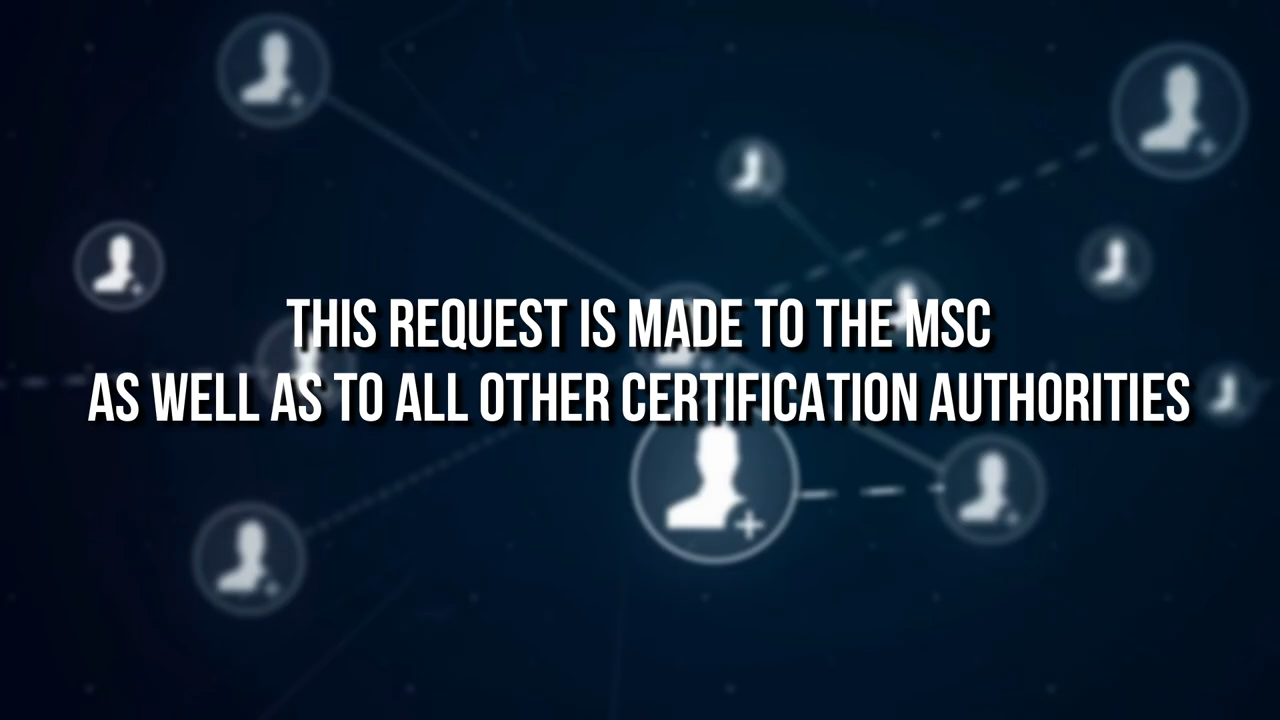 THIS REQUEST IS MADE TO THE MSC
AS WELL AS TO ALL OTHER CERTIFICATION AUTHORITIES